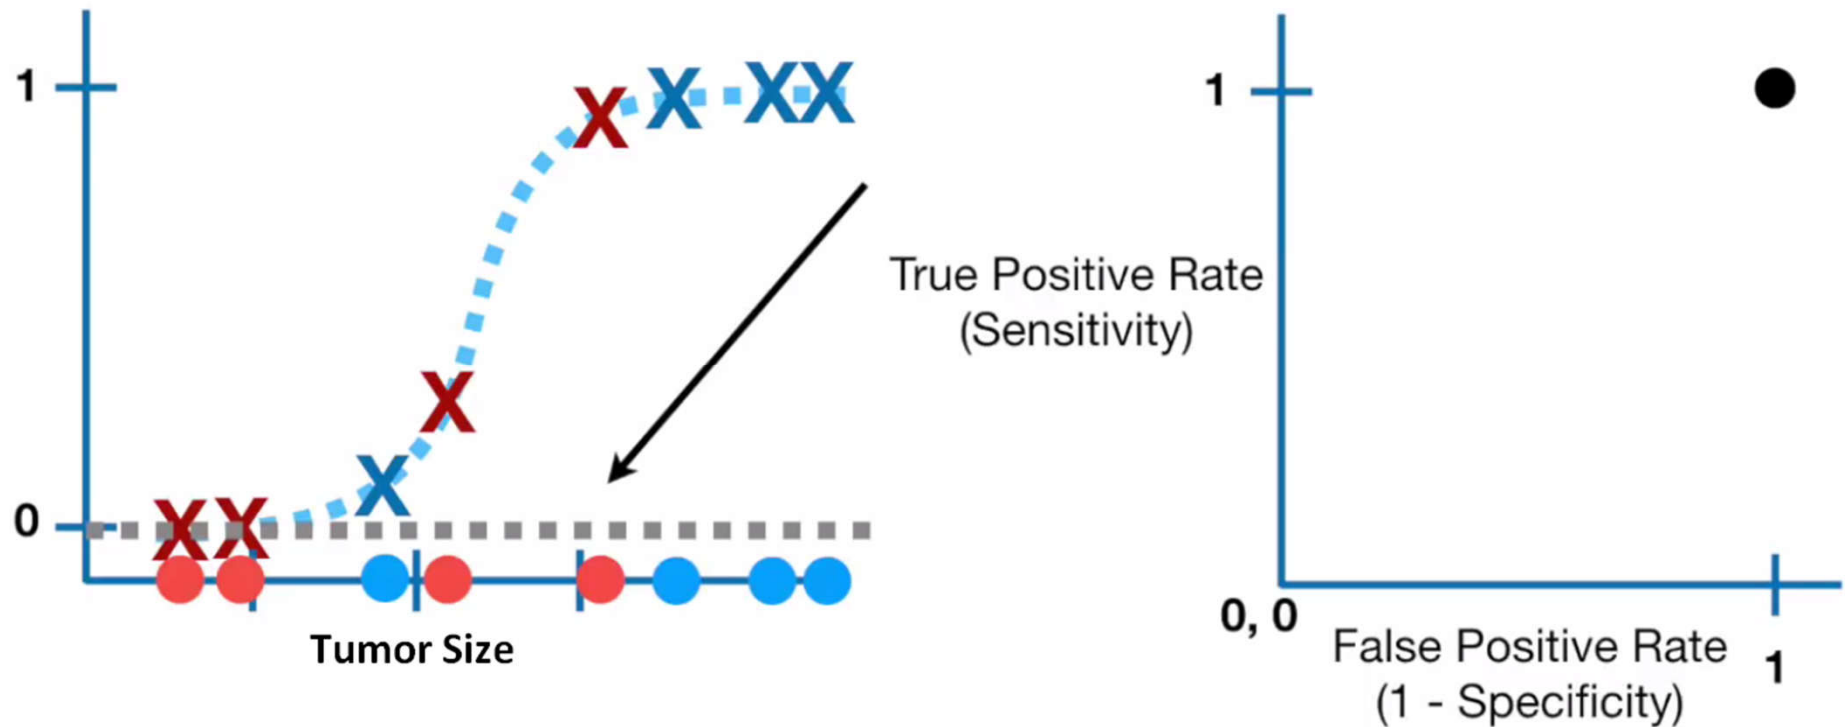 1
0
Tumor Size
True Positive Rate
(Sensitivity)
1
0, 0
False Positive Rate
(1 - Specificity)
1